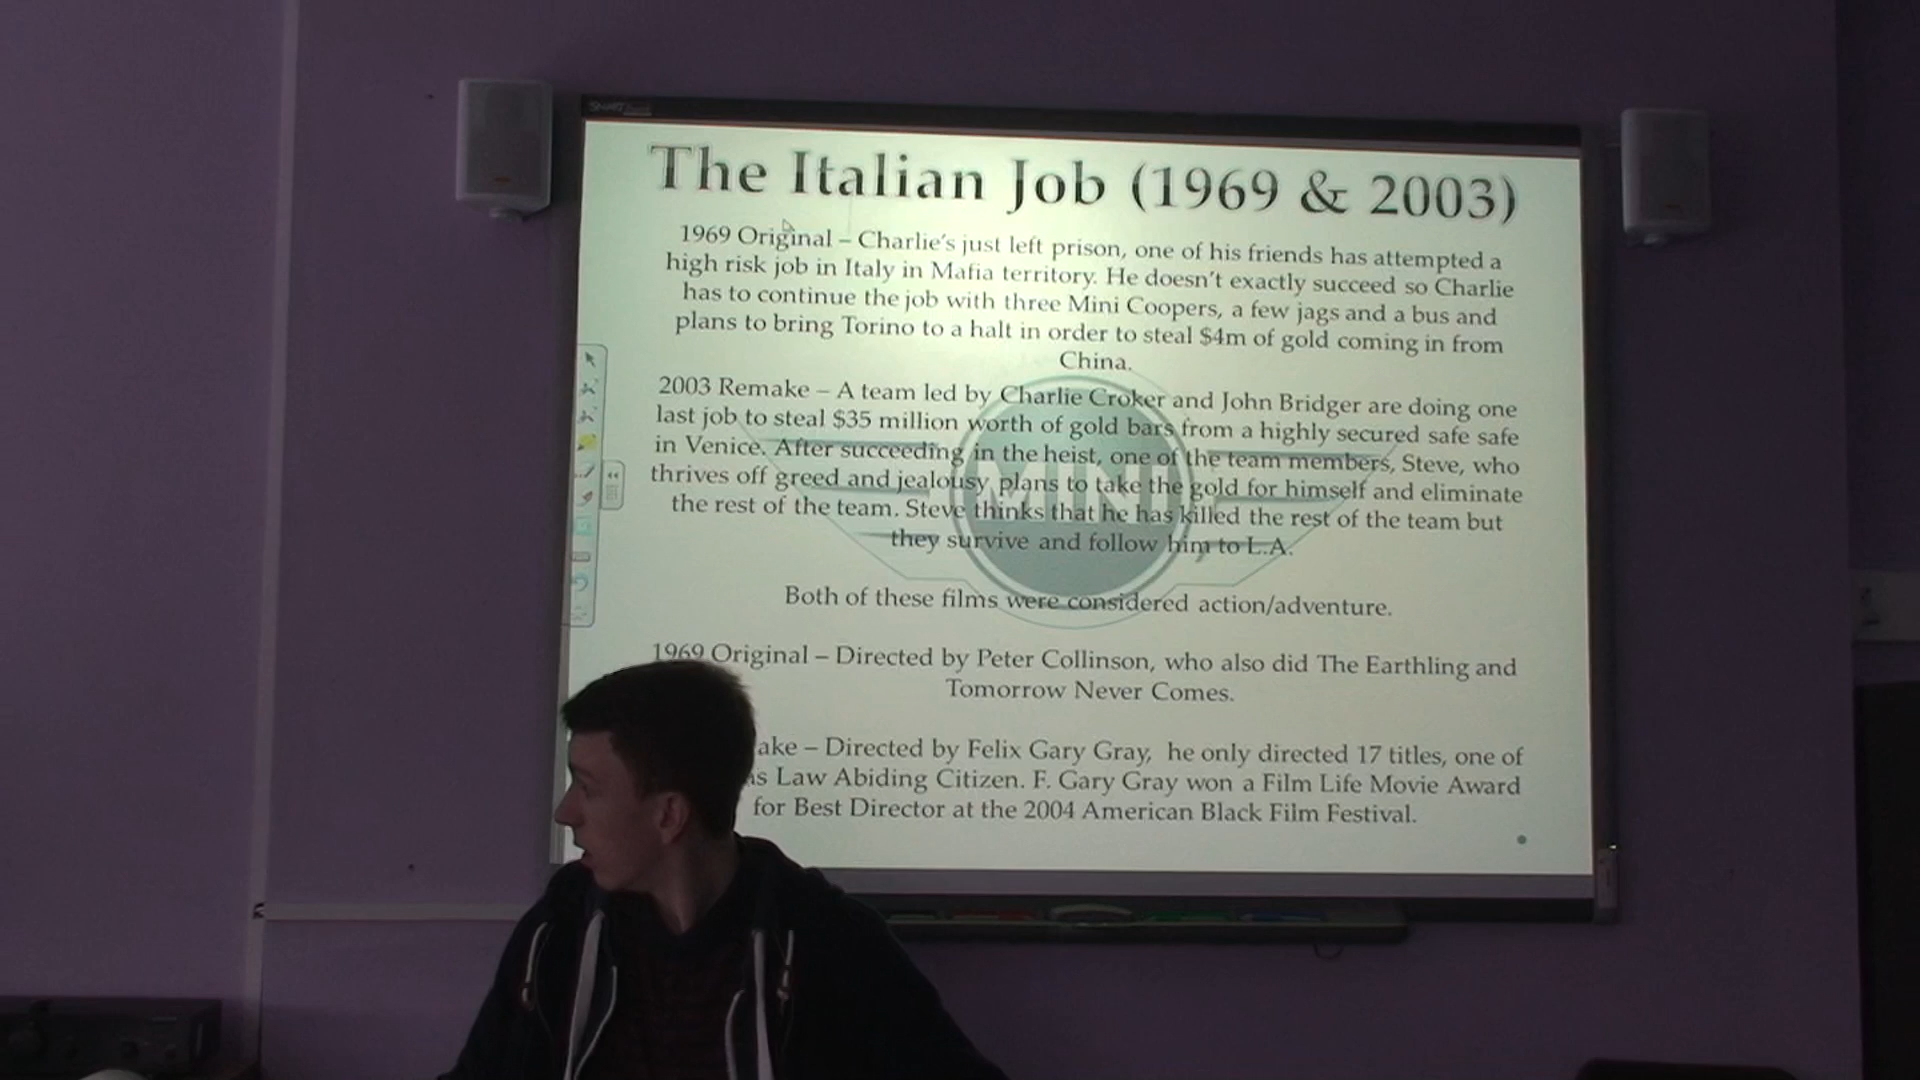 SMART
The Italian Job (1969 & 2003)
1969 Original – Charlie's just left prison, one of his friends has attempted a
high risk job in Italy in Mafia territory. He doesn't exactly succeed so Charlie
has to continue the job with three Mini Coopers, a few jags and a bus and
plans to bring Torino to a halt in order to steal $4m of gold coming in from
China.
2003 Remake – A team led by Charlie Croker and John Bridger are doing one
last job to steal $35 million worth of gold bars from a highly secured safe safe
in Venice. After succeeding in the heist, one of the team members, Steve, who
thrives off greed and jealousy plans to take the gold for himself and eliminate
the rest of the team. Steve thinks that he has killed the rest of the team but
they survive and follow him to L.A.
MINI
Both of these films were considered action/adventure.
1969 Original – Directed by Peter Collinson, who also did The Earthling and
Tomorrow Never Comes.
ake – Directed by Felix Gary Gray, he only directed 17 titles, one of
as Law Abiding Citizen. F. Gary Gray won a Film Life Movie Award
for Best Director at the 2004 American Black Film Festival.